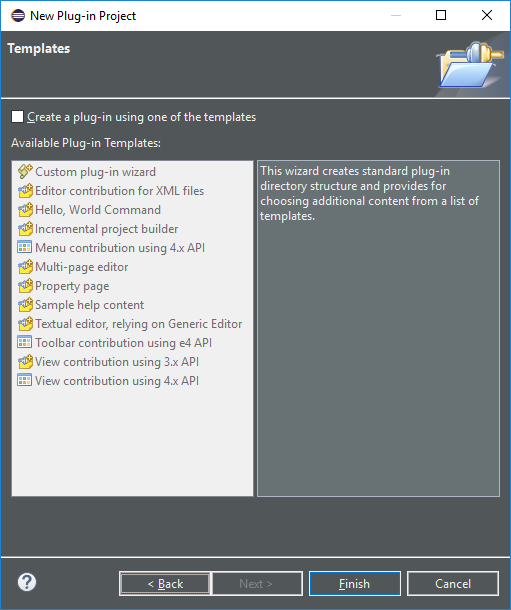 New Plug-in Project
Templates
Create a plug-in using one of the templates
Available Plug-in Templates:
Custom plug-in wizard
Editor contribution for XML files
Hello, World Command
Incremental project builder
Menu contribution using 4.x API
Multi-page editor
Property page
Sample help content
Textual editor, relying on Generic Editor
Toolbar contribution using e4 API
View contribution using 3.x API
View contribution using 4.x API
This wizard creates standard plug-in
directory structure and provides for
choosing additional content from a list of
templates.
?
< Back
Next >
Finish
Cancel